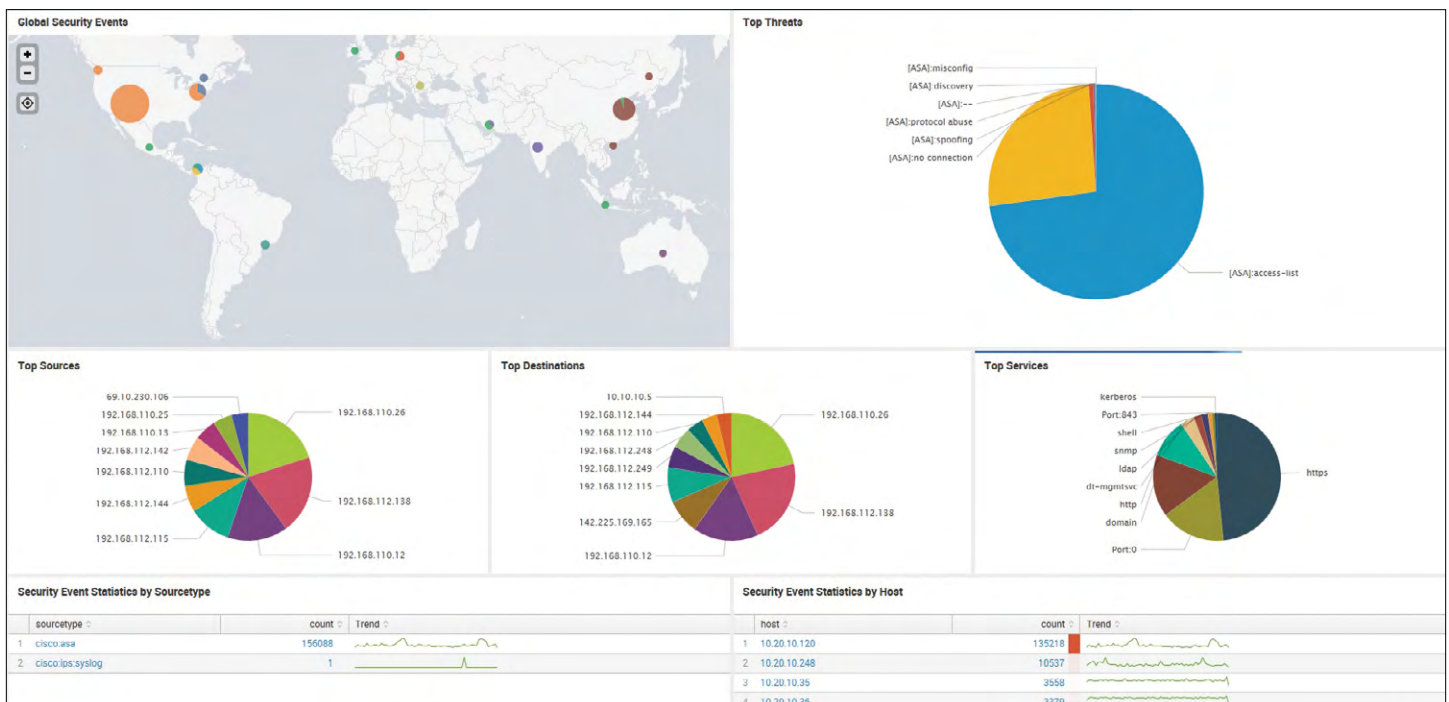 Global Security Events
+
−
Top Threats
[ASA]:misconfig
[ASA]:discovery
[ASA]:--
[ASA]:protocol abuse
[ASA]:spoofing
[ASA]:no connection
[ASA]:access-list
Top Sources
69.10.230.106
192.168.110.25
192.168.110.15
192.168.112.142
192.168.112.110
192.168.112.144
192.168.112.115
192.168.110.26
192.168.112.138
192.168.110.12
Top Destinations
10.10.10.5
192.168.112.144
192.168.112.110
192.168.112.248
192.168.112.249
192.168.112.115
142.225.169.165
192.168.110.12
192.168.110.26
192.168.112.138
Top Services
kerberos
Port:843
shell
snmp
ldap
dt-mgmtsvc
http
domain
Port:0
https
Security Event Statistics by Sourcetype
sourcetype count Trend
1 cisco:asa 156088
2 cisco:ips:syslog 1
Security Event Statistics by Host
host count Trend
1 10.20.10.120 135218
2 10.20.10.248 10537
3 10.20.10.35 3558